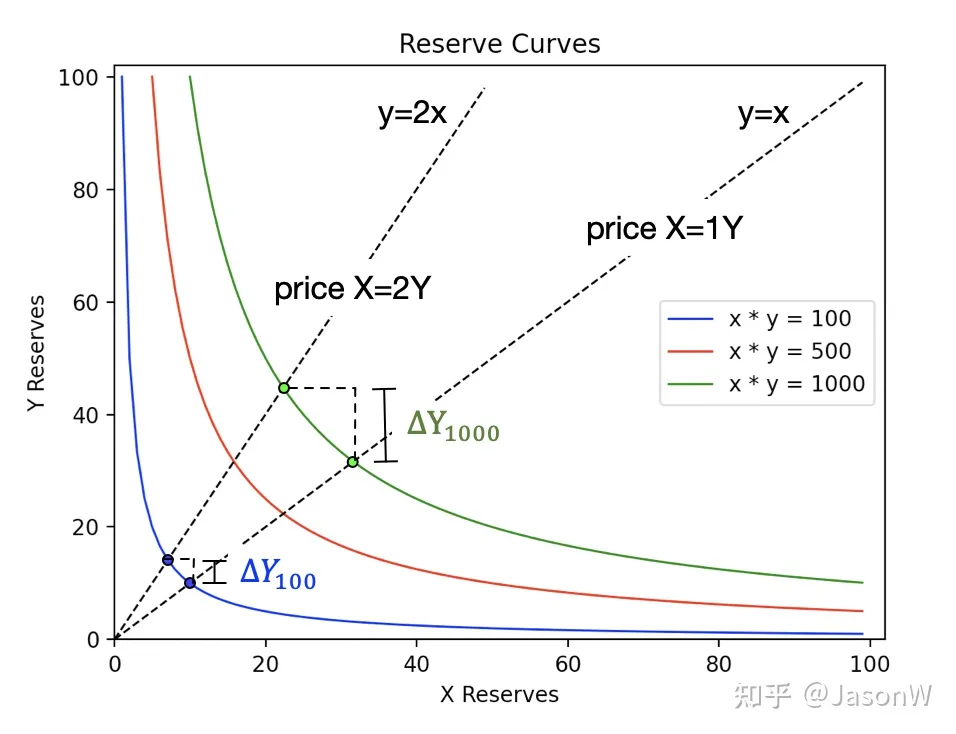 Reserve Curves
100
80
60
40
20
0
Y Reserves
y=2x
y=x
price X=1Y
price X=2Y
x * y = 100
x * y = 500
x * y = 1000
ΔY1000
ΔY100
0
20
40
60
80
100
X Reserves
知乎 @JasonW